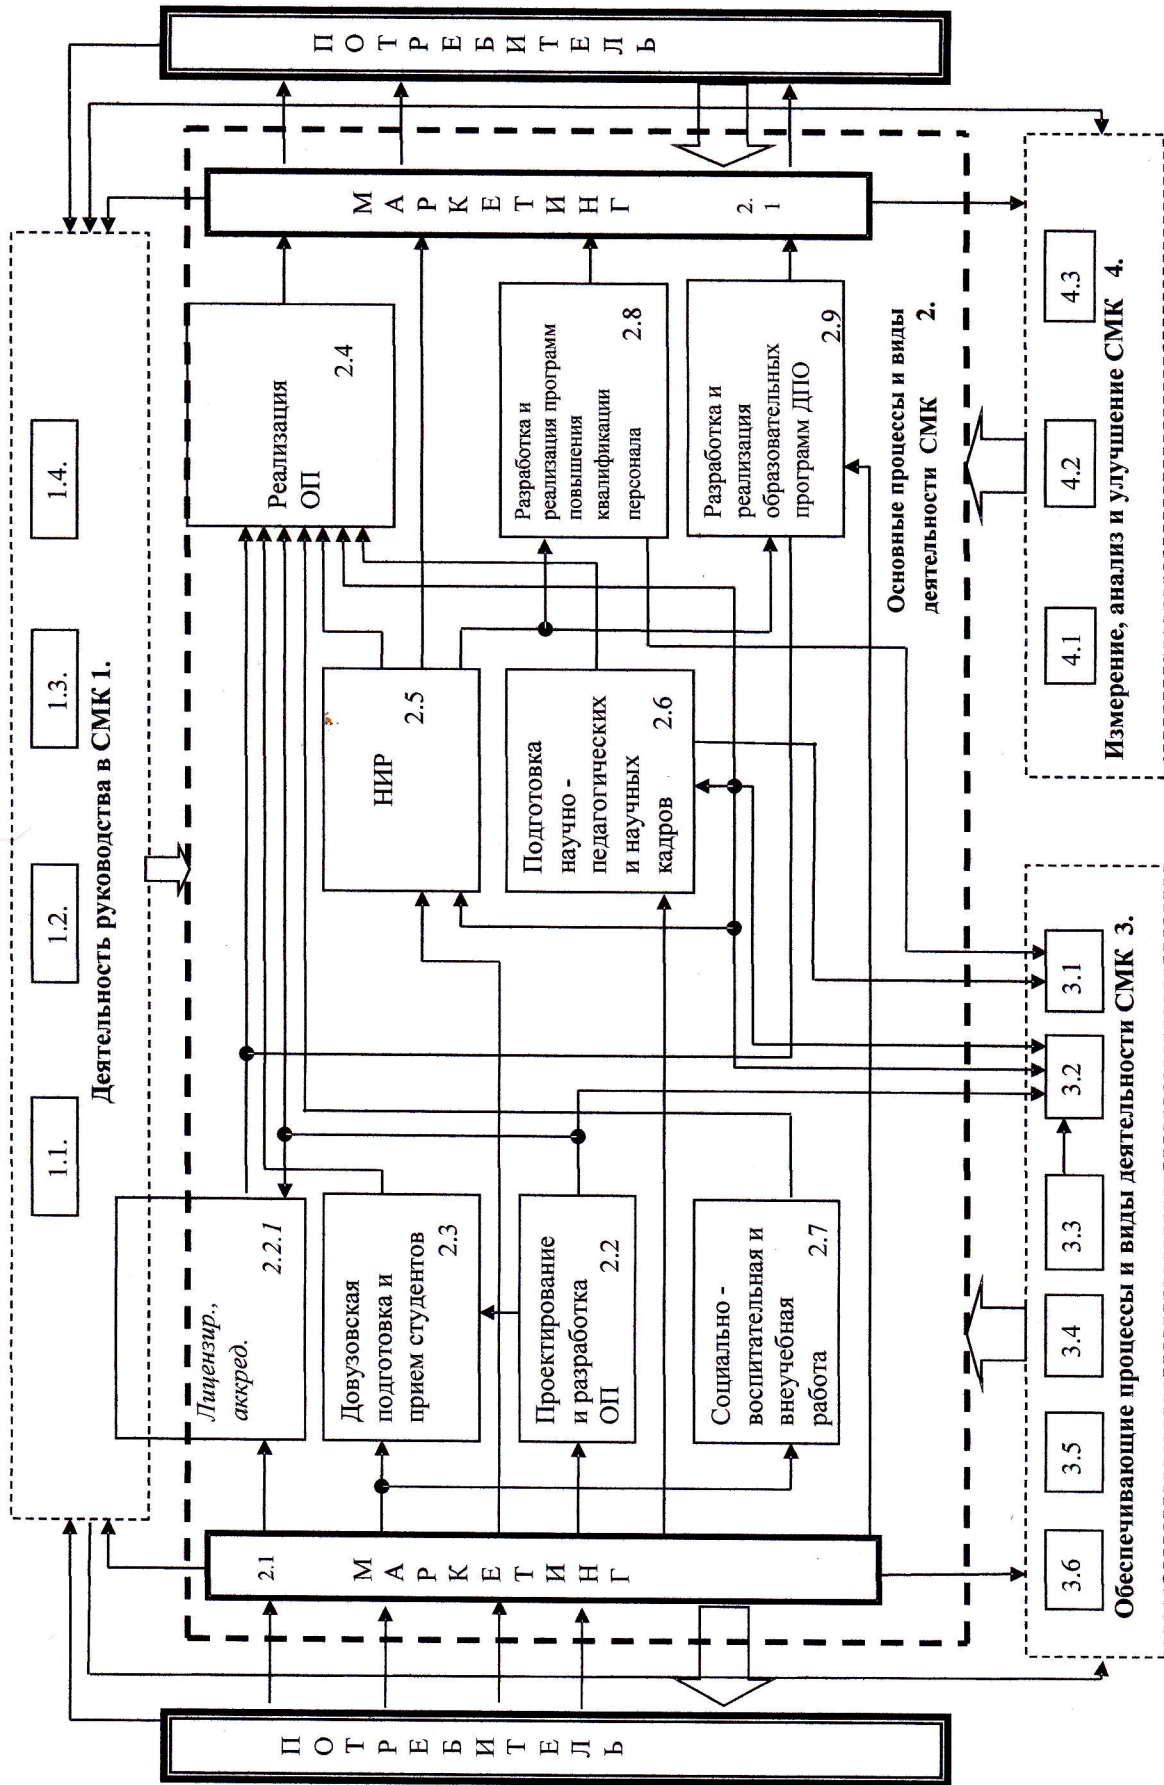 1.1.
1.2.
1.3.
1.4.
Деятельность руководства в СМК 1.
ПОТРЕБИТЕЛЬ
2.1
МАРКЕТИНГ
Лицензир.,
аккред.
2.2.1
Довузовская
подготовка и
прием студентов
2.3
Проектирование
и разработка
ОП
2.2
Социально -
воспитательная и
внеучебная
работа
2.7
НИР
2.5
Подготовка
научно -
педагогических
и научных
кадров
2.6
Реализация
ОП
2.4
Разработка и
реализация программ
повышения
квалификации
персонала
2.8
Разработка и
реализация
образовательных
программ ДПО
2.9
МАРКЕТИНГ
2.
1
ПОТРЕБИТЕЛЬ
Основные процессы и виды
деятельности СМК 2.
3.6
3.5
3.4
3.3
3.2
3.1
Обеспечивающие процессы и виды деятельности СМК 3.
4.1
4.2
4.3
Измерение, анализ и улучшение СМК 4.